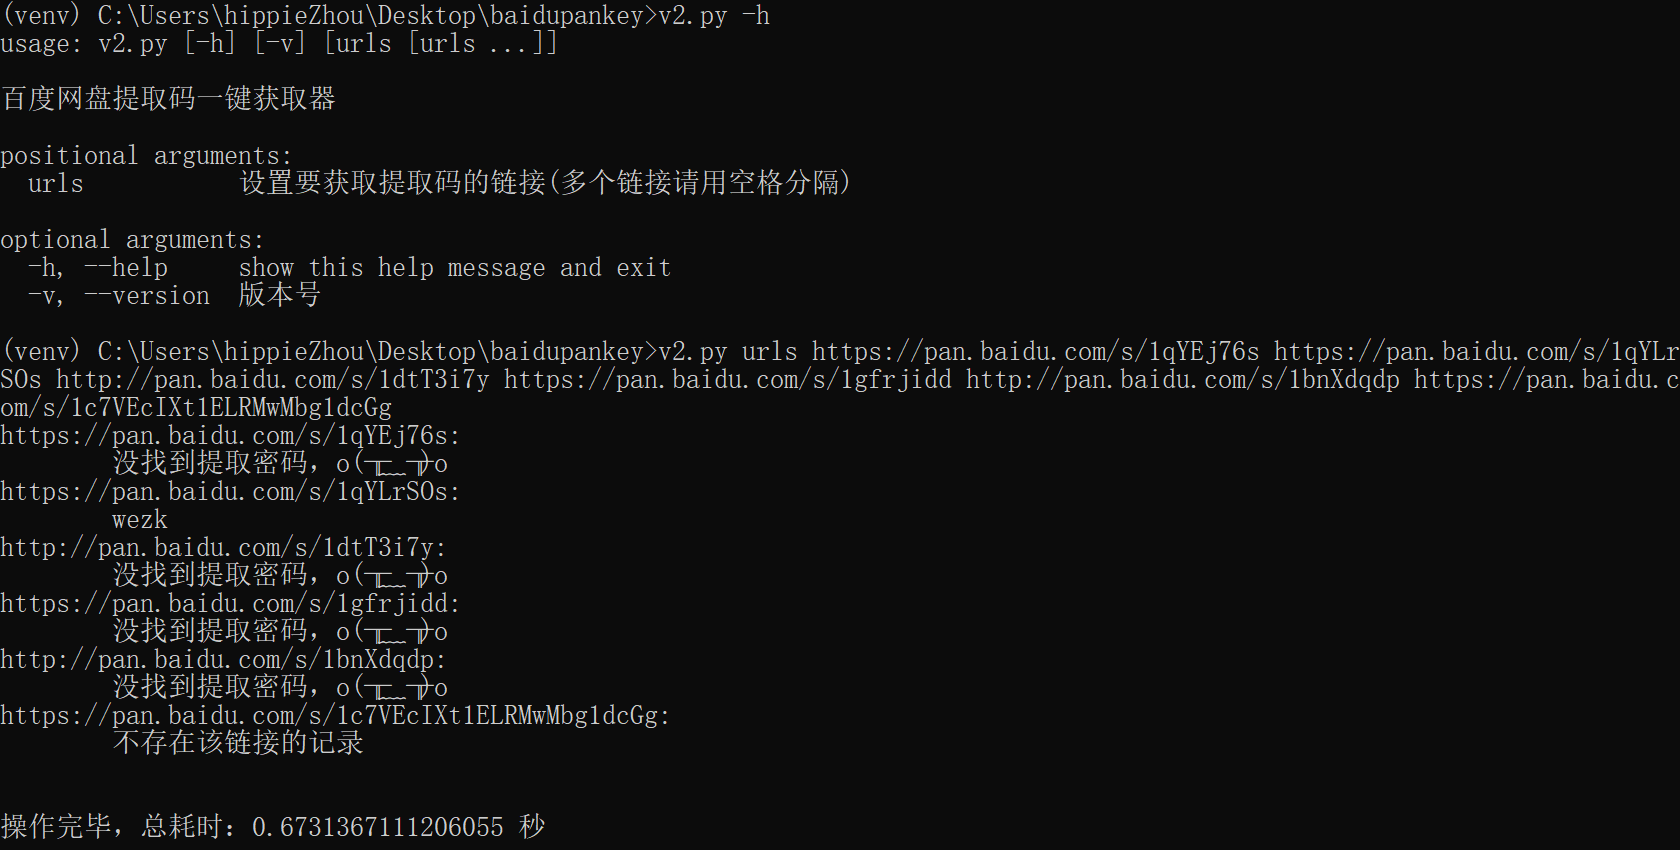 (venv) C:\Users\hippieZhou\Desktop\baidupankey>v2.py -h
usage: v2.py [-h] [-v] [urls [urls ...]]
百度网盘提取码一键获取器
positional arguments:
  urls           设置要获取提取码的链接(多个链接请用空格分隔)
optional arguments:
  -h, --help     show this help message and exit
  -v, --version  版本号
(venv) C:\Users\hippieZhou\Desktop\baidupankey>v2.py urls https://pan.baidu.com/s/1qYEj76s https://pan.baidu.com/s/1qYLr
SOs http://pan.baidu.com/s/1dtT3i7y https://pan.baidu.com/s/1gfrjidd http://pan.baidu.com/s/1bnXdqdp https://pan.baidu.c
om/s/1c7VEcIXt1ELRMwMbg1dcGg
https://pan.baidu.com/s/1qYEj76s:
        没找到提取密码，o(╥﹏╥)o
https://pan.baidu.com/s/1qYLrSOs:
        wezk
http://pan.baidu.com/s/1dtT3i7y:
        没找到提取密码，o(╥﹏╥)o
https://pan.baidu.com/s/1gfrjidd:
        没找到提取密码，o(╥﹏╥)o
http://pan.baidu.com/s/1bnXdqdp:
        没找到提取密码，o(╥﹏╥)o
https://pan.baidu.com/s/1c7VEcIXt1ELRMwMbg1dcGg:
        不存在该链接的记录
操作完毕，总耗时：0.6731367111206055 秒